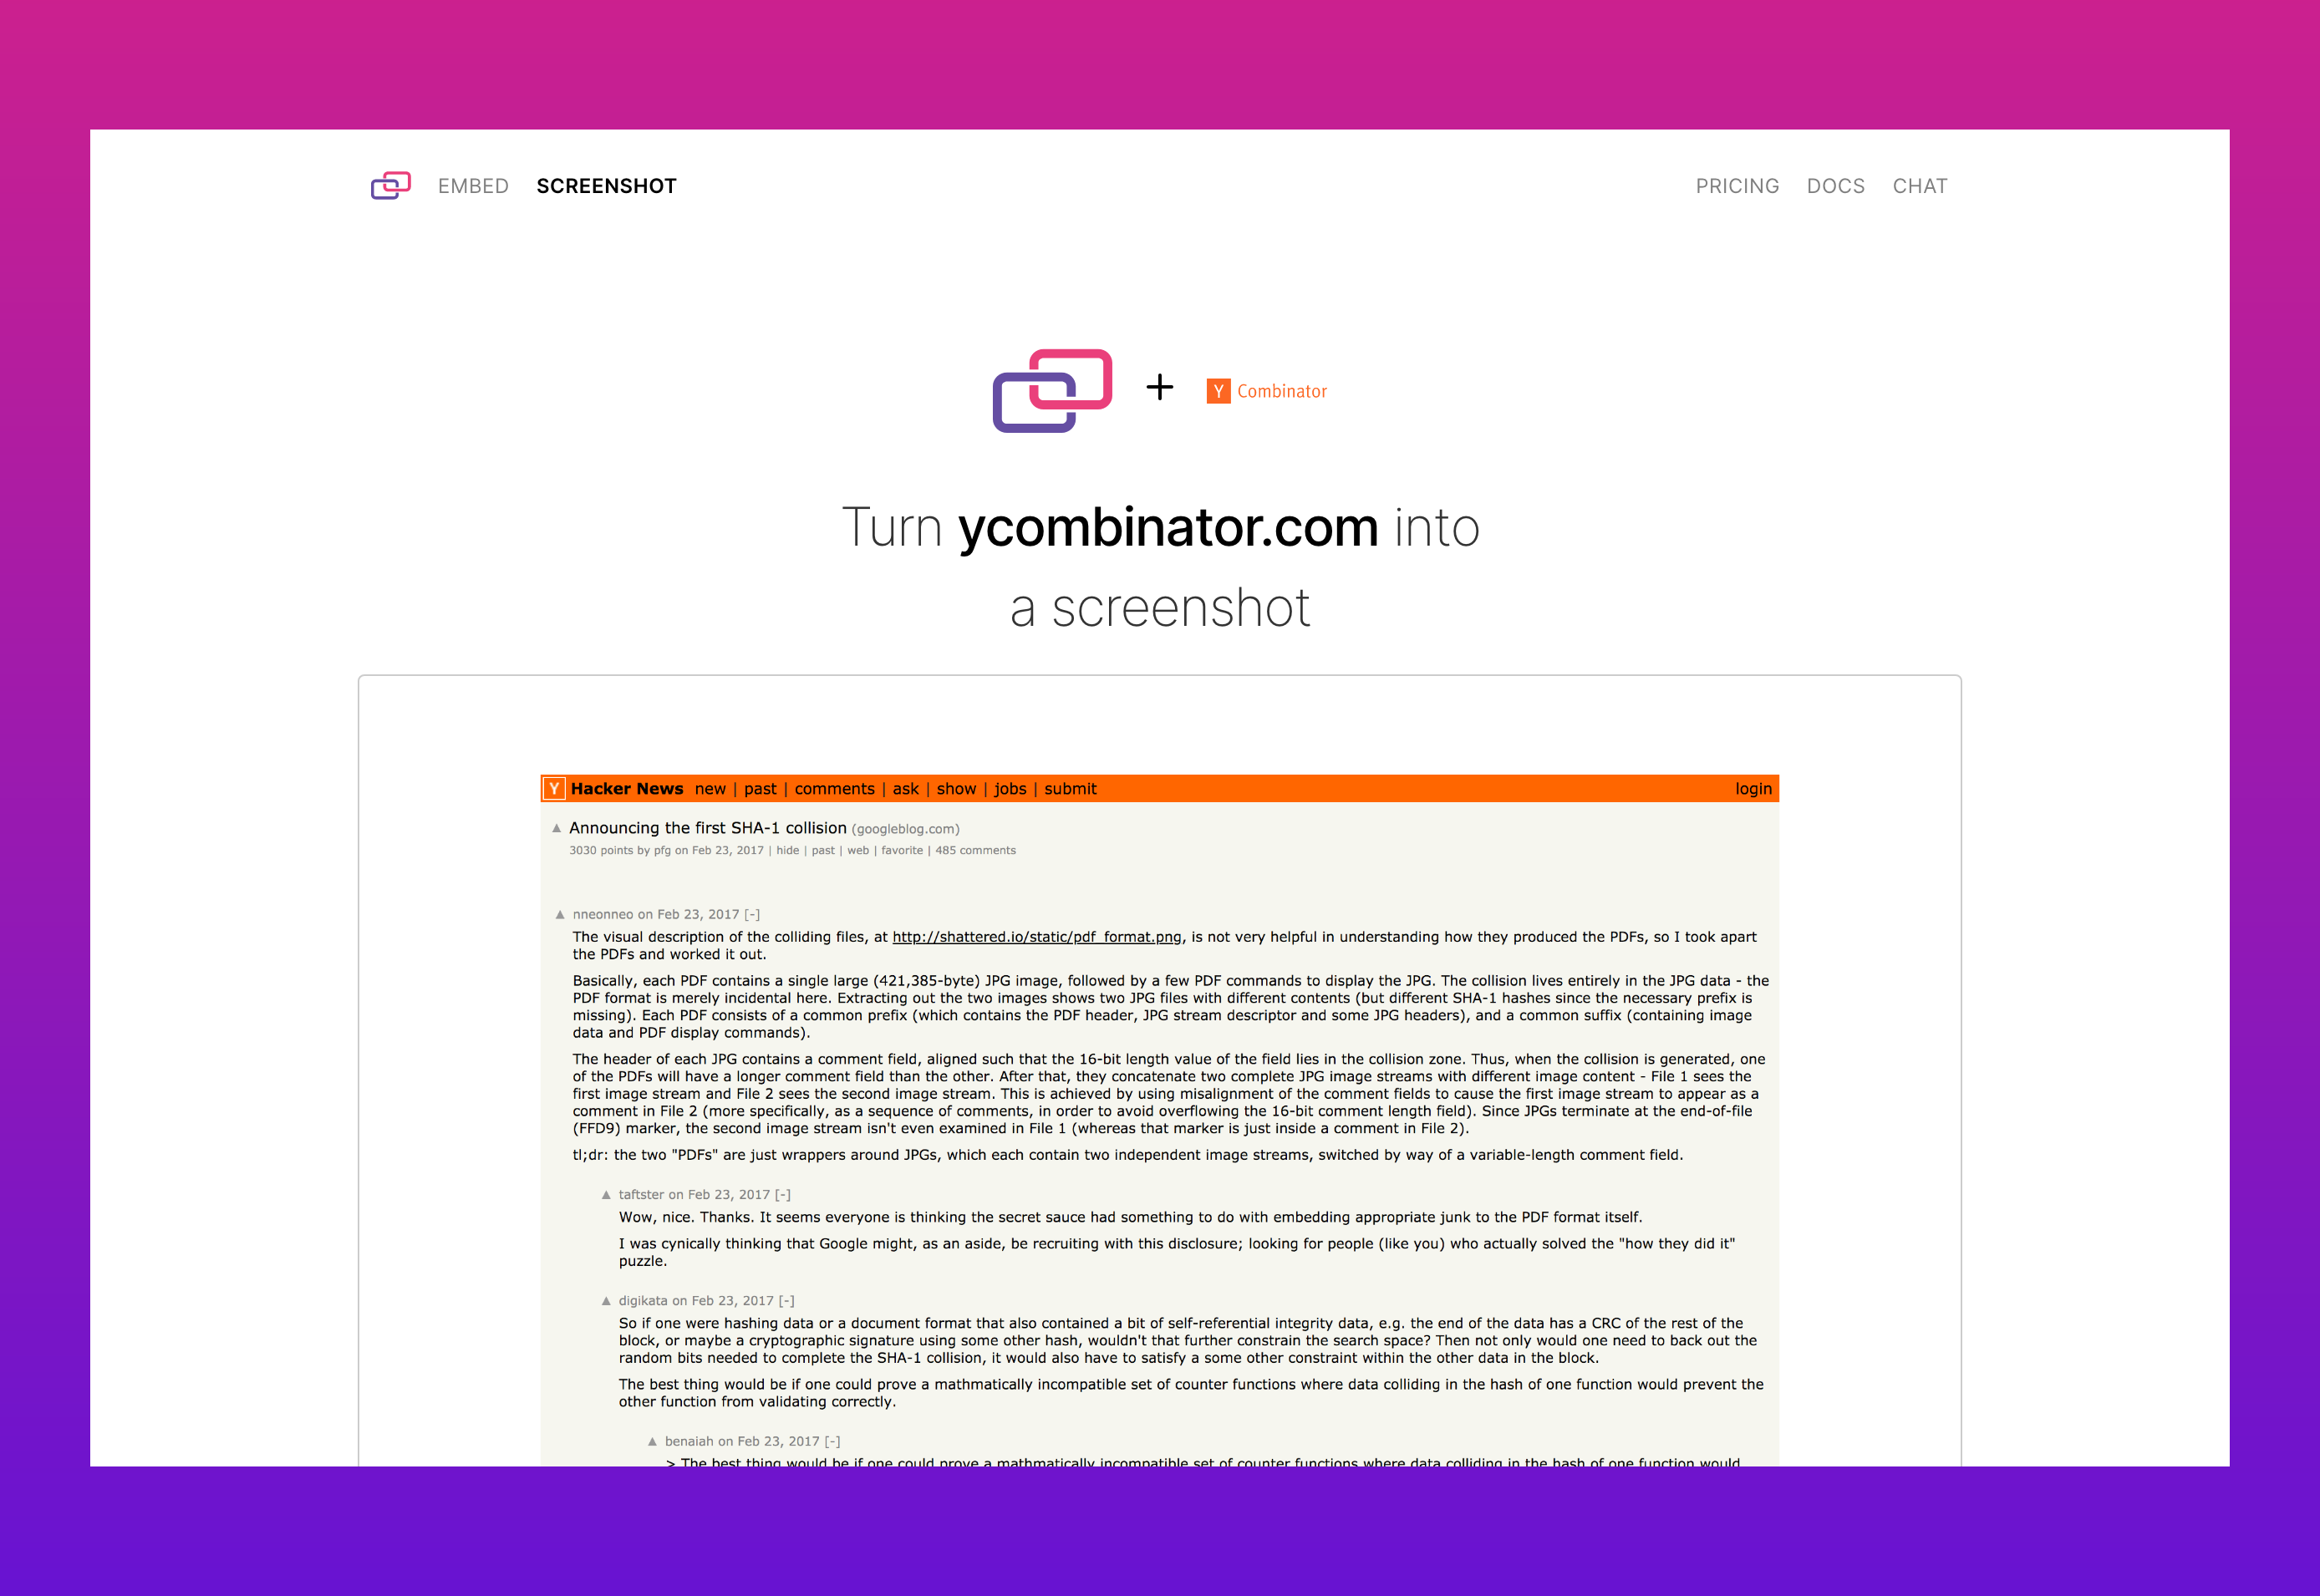 EMBED SCREENSHOT PRICING DOCS CHAT
+ Y Combinator
Turn ycombinator.com into
a screenshot
Y Hacker News new | past | comments | ask | show | jobs | submit login
▲ Announcing the first SHA-1 collision (googleblog.com)
3030 points by pfg on Feb 23, 2017 | hide | past | web | favorite | 485 comments
▲ nneonneo on Feb 23, 2017 [-]
The visual description of the colliding files, at http://shattered.io/static/pdf_format.png, is not very helpful in understanding how they produced the PDFs, so I took apart
the PDFs and worked it out.
Basically, each PDF contains a single large (421,385-byte) JPG image, followed by a few PDF commands to display the JPG. The collision lives entirely in the JPG data - the
PDF format is merely incidental here. Extracting out the two images shows two JPG files with different contents (but different SHA-1 hashes since the necessary prefix is
missing). Each PDF consists of a common prefix (which contains the PDF header, JPG stream descriptor and some JPG headers), and a common suffix (containing image
data and PDF display commands).
The header of each JPG contains a comment field, aligned such that the 16-bit length value of the field lies in the collision zone. Thus, when the collision is generated, one
of the PDFs will have a longer comment field than the other. After that, they concatenate two complete JPG image streams with different image content - File 1 sees the
first image stream and File 2 sees the second image stream. This is achieved by using misalignment of the comment fields to cause the first image stream to appear as a
comment in File 2 (more specifically, as a sequence of comments, in order to avoid overflowing the 16-bit comment length field). Since JPGs terminate at the end-of-file
(FFD9) marker, the second image stream isn't even examined in File 1 (whereas that marker is just inside a comment in File 2).
tl;dr: the two "PDFs" are just wrappers around JPGs, which each contain two independent image streams, switched by way of a variable-length comment field.
▲ taftster on Feb 23, 2017 [-]
Wow, nice. Thanks. It seems everyone is thinking the secret sauce had something to do with embedding appropriate junk to the PDF format itself.
I was cynically thinking that Google might, as an aside, be recruiting with this disclosure; looking for people (like you) who actually solved the "how they did it"
puzzle.
▲ digikata on Feb 23, 2017 [-]
So if one were hashing data or a document format that also contained a bit of self-referential integrity data, e.g. the end of the data has a CRC of the rest of the
block, or maybe a cryptographic signature using some other hash, wouldn't that further constrain the search space? Then not only would one need to back out the
random bits needed to complete the SHA-1 collision, it would also have to satisfy a some other constraint within the other data in the block.
The best thing would be if one could prove a mathmatically incompatible set of counter functions where data colliding in the hash of one function would prevent the
other function from validating correctly.
▲ benaiah on Feb 23, 2017 [-]
> The best thing would be if one could prove a mathmatically incompatible set of counter functions where data colliding in the hash of one function would